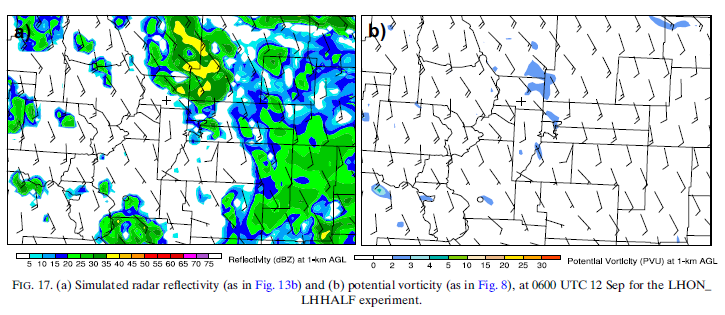 a) b)
5 10 15 20 25 30 35 40 45 50 55 60 65 70 75 Reflectivity (dBZ) at 1-km AGL 0 2 3 4 5 10 15 20 25 30 Potential Vorticity (PVU) at 1-km AGL
FIG. 17. (a) Simulated radar reflectivity (as in Fig. 13b) and (b) potential vorticity (as in Fig. 8), at 0600 UTC 12 Sep for the LHON_
LHHALF experiment.